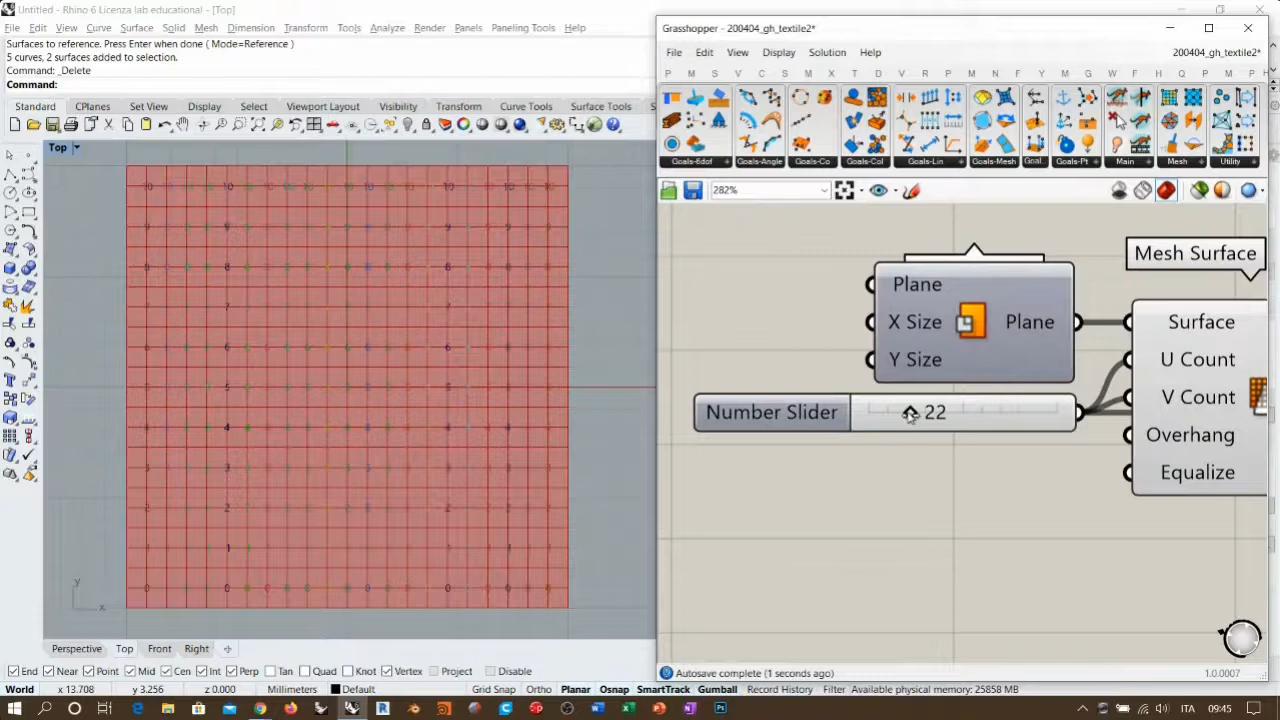 Untitled - Rhino 6 Licenza lab educational - [Top]
File Edit View Curve Surface Solid Mesh Dimension Transform Tools Analyze Render Panels Paneling Tools Help
Surfaces to reference. Press Enter when done ( Mode=Reference )
5 curves, 2 surfaces added to selection.
Command: _Delete
Command:
Standard CPlanes Set View Display Select Viewport Layout Visibility Transform Curve Tools Surface Tools
Top
y
x
Perspective Top Front Right
End Near Point Mid Cen Int Perp Tan Quad Knot Vertex Project Disable
World x 13.708 y 3.256 z 0.000 Millimeters Default Grid Snap Ortho Planar Osnap SmartTrack Gumball Record History Filter Available physical memory: 25858 MB
Grasshopper - 200404_gh_textile2*
File Edit View Display Solution Help
200404_gh_textile2*
P M S V C X T D V R P M X N F Y M G T M H Q P M P
Goals-6dof Goals-Angle Goals-Co Goals-Col Goals-Lin Goals-Mesh Goal... Goals-Pt Main Mesh Utility
282%
Mesh Surface
Plane
X Size
Y Size
Plane
Surface
U Count
V Count
Overhang
Equalize
Number Slider
22
Autosave complete (1 seconds ago)
1.0.0007
ITA
09:45